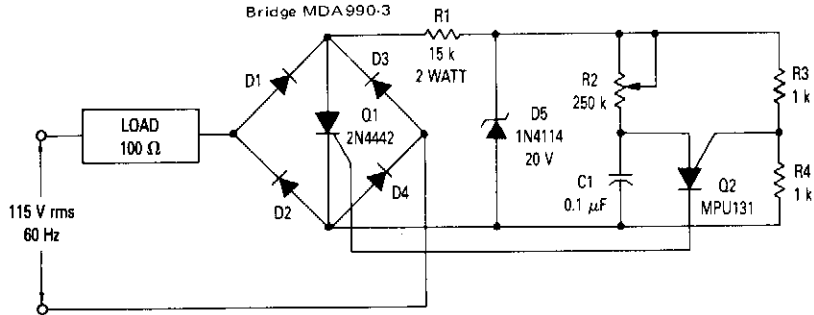 Bridge MDA990-3
R1
15 k
2 WATT
D1
D3
Q1
2N4442
D2
D4
LOAD
100 Ω
115 V rms
60 Hz
D5
1N4114
20 V
R2
250 k
C1
0.1 μF
Q2
MPU131
R3
1 k
R4
1 k